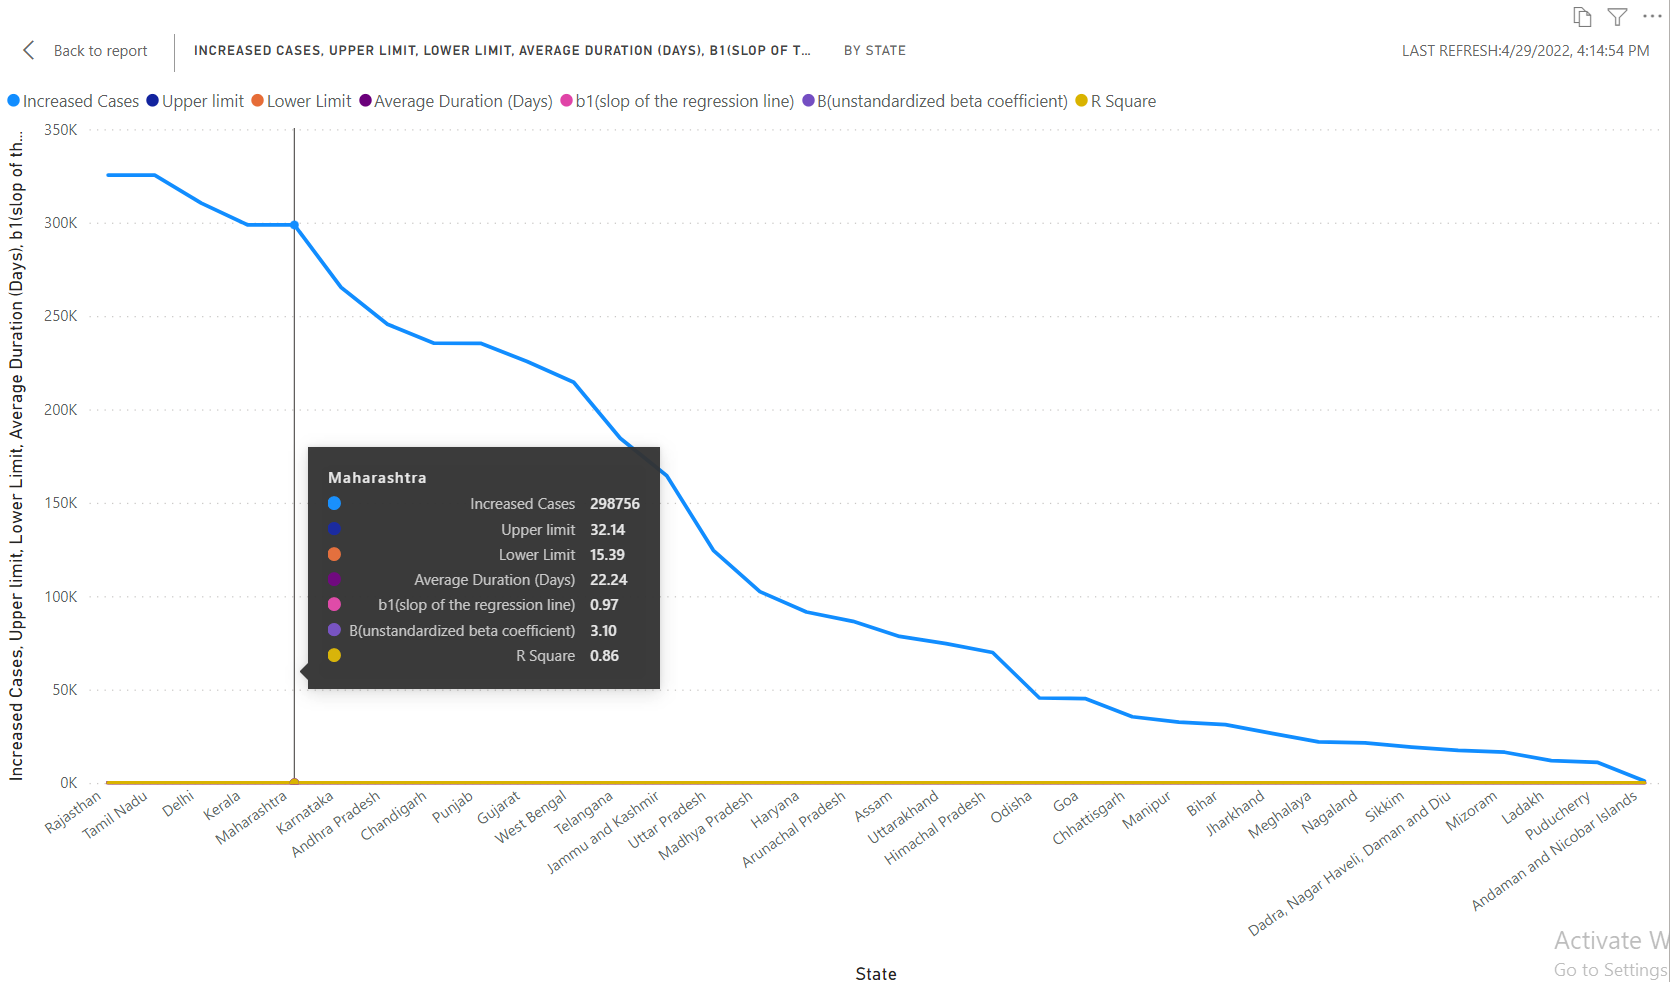 Back to report
INCREASED CASES, UPPER LIMIT, LOWER LIMIT, AVERAGE DURATION (DAYS), B1(SLOP OF T...
BY STATE
LAST REFRESH:4/29/2022, 4:14:54 PM
Increased Cases Upper limit Lower Limit Average Duration (Days) b1(slop of the regression line) B(unstandardized beta coefficient) R Square
Increased Cases, Upper limit, Lower Limit, Average Duration (Days), b1(slop of th...
350K
300K
250K
200K
150K
100K
50K
0K
Maharashtra
Increased Cases 298756
Upper limit 32.14
Lower Limit 15.39
Average Duration (Days) 22.24
b1(slop of the regression line) 0.97
B(unstandardized beta coefficient) 3.10
R Square 0.86
Rajasthan
Tamil Nadu
Delhi
Kerala
Maharashtra
Karnataka
Andhra Pradesh
Chandigarh
Punjab
Gujarat
West Bengal
Telangana
Jammu and Kashmir
Uttar Pradesh
Madhya Pradesh
Haryana
Arunachal Pradesh
Assam
Uttarakhand
Himachal Pradesh
Odisha
Goa
Chhattisgarh
Manipur
Bihar
Jharkhand
Meghalaya
Nagaland
Sikkim
Dadra, Nagar Haveli, Daman and Diu
Mizoram
Ladakh
Puducherry
Andaman and Nicobar Islands
State
Activate W
Go to Settings